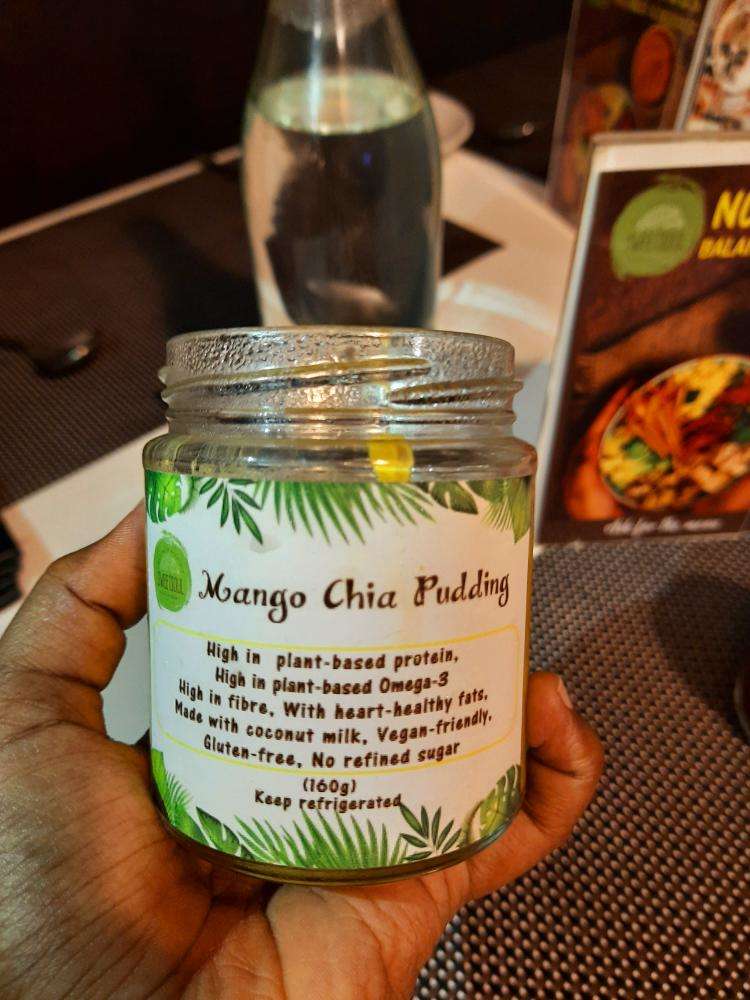 Mango Chia Pudding
High in plant-based protein,
High in plant-based Omega-3
High in fibre, With heart-healthy fats,
Made with coconut milk, Vegan-friendly,
Gluten-free, No refined sugar
(160g)
Keep refrigerated